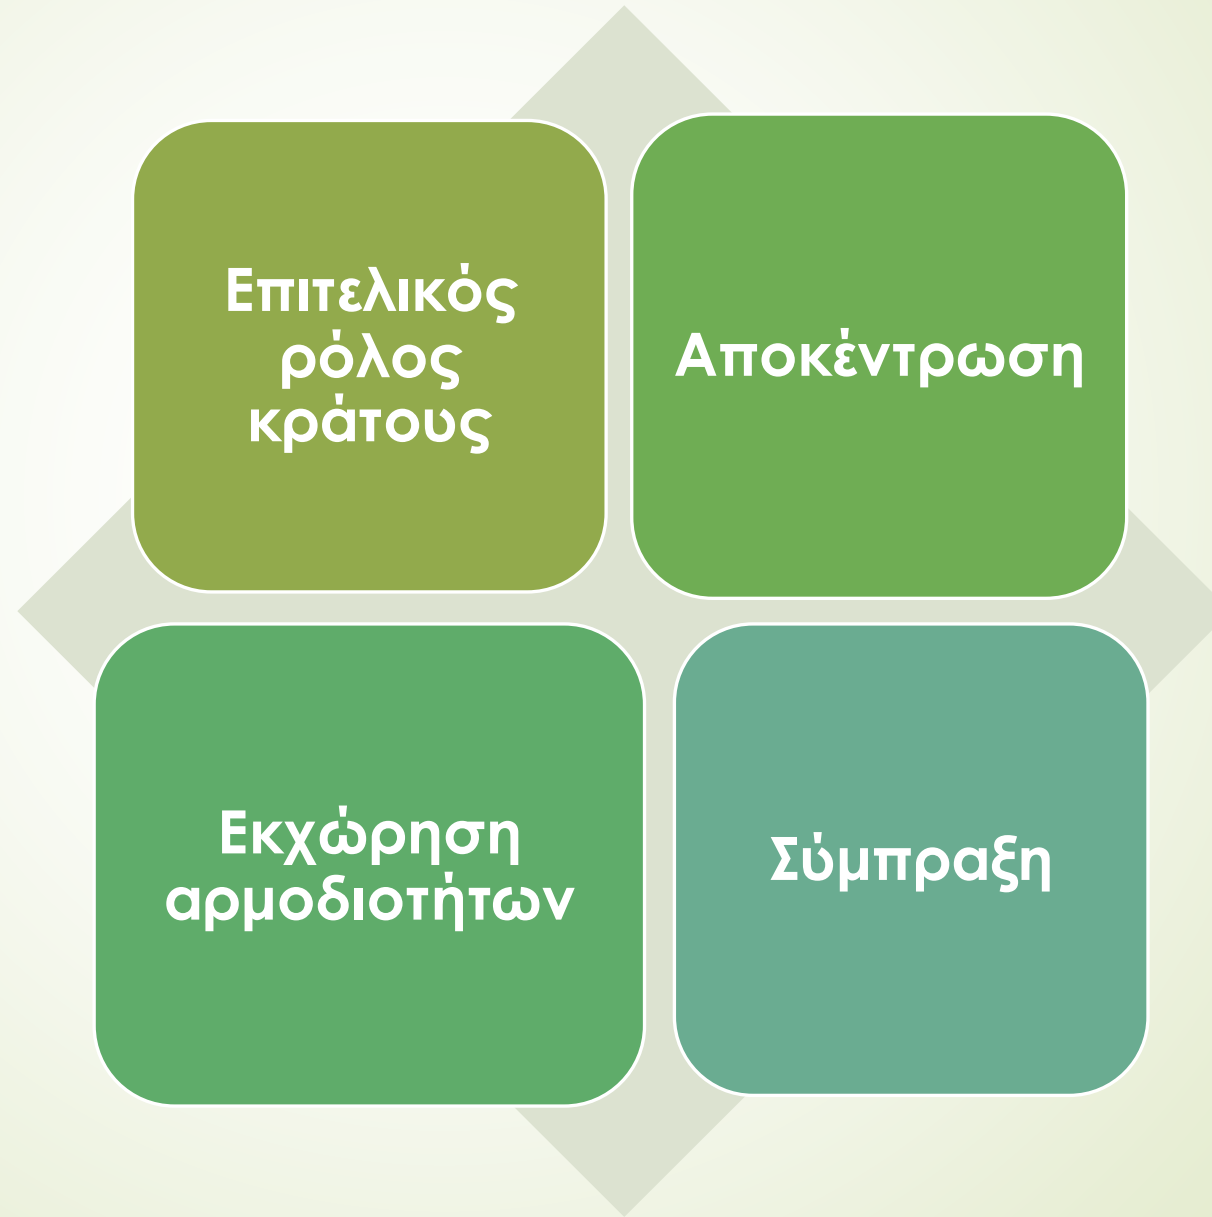 Επιτελικός
ρόλος
κράτους
Αποκέντρωση
Εκχώρηση
αρμοδιοτήτων
Σύμπραξη